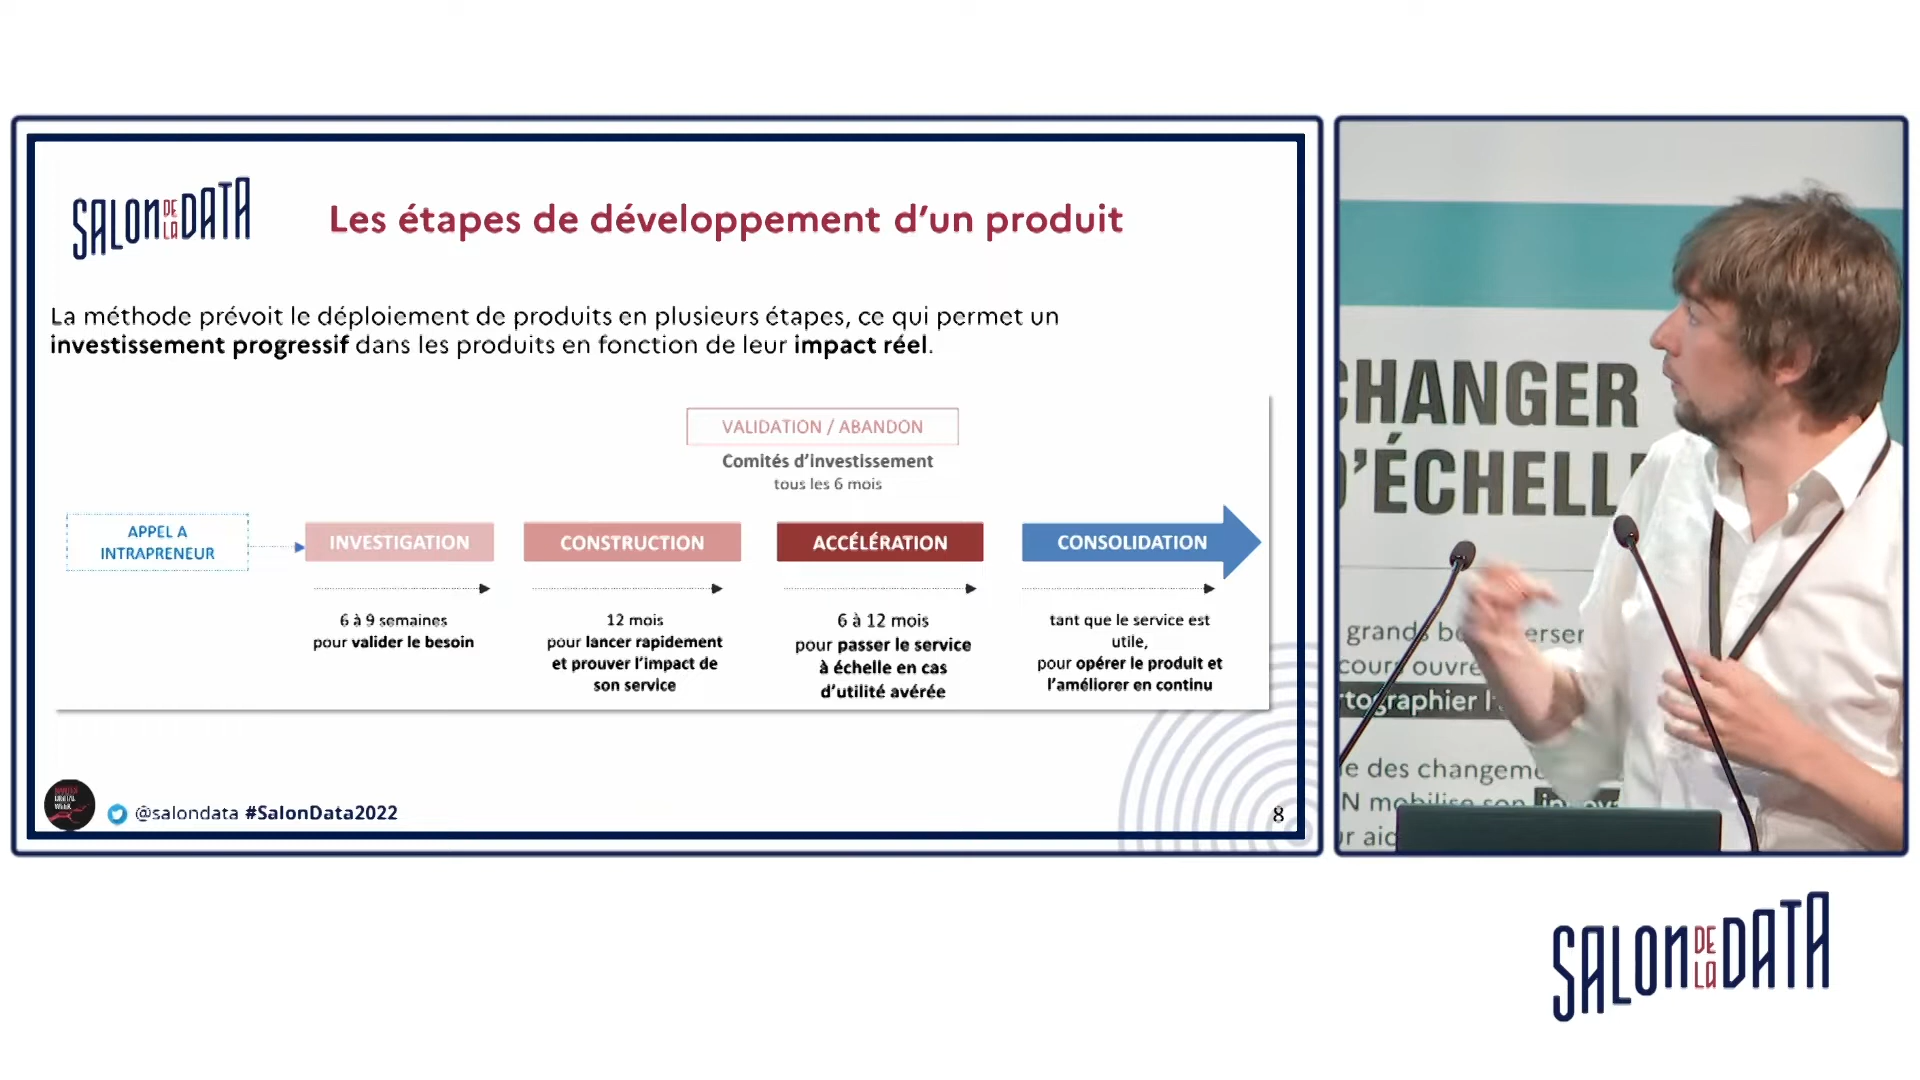 SALON DE LA DATA
Les étapes de développement d’un produit
La méthode prévoit le déploiement de produits en plusieurs étapes, ce qui permet un
investissement progressif dans les produits en fonction de leur impact réel.
VALIDATION / ABANDON
Comités d’investissement
tous les 6 mois
APPEL A
INTRAPRENEUR
INVESTIGATION
CONSTRUCTION
ACCÉLÉRATION
CONSOLIDATION
6 à 9 semaines
pour valider le besoin
12 mois
pour lancer rapidement
et prouver l’impact de
son service
6 à 12 mois
pour passer le service
à échelle en cas
d’utilité avérée
tant que le service est
utile,
pour opérer le produit et
l’améliorer en continu
@salondata #SalonData2022
8
CHANGER
D’ÉCHELL
grands
cours ouvre
tographier l'
e des changeme
N mobilise son
SALON DE LA DATA